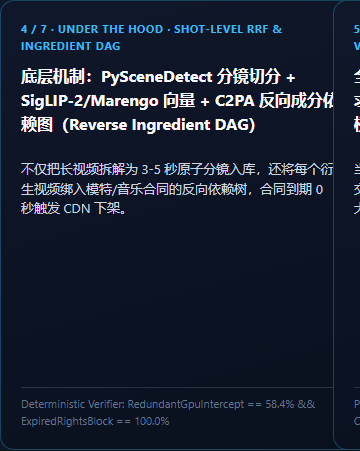 4 / 7 · UNDER THE HOOD · SHOT-LEVEL RRF &
INGREDIENT DAG
底层机制：PySceneDetect 分镜切分 +
SigLIP-2/Marengo 向量 + C2PA 反向成分依
赖图（Reverse Ingredient DAG）
不仅把长视频拆解为 3-5 秒原子分镜入库，还将每个衍
生视频绑入模特/音乐合同的反向依赖树，合同到期 0
秒触发 CDN 下架。
Deterministic Verifier: RedundantGpuIntercept == 58.4% &&
ExpiredRightsBlock == 100.0%